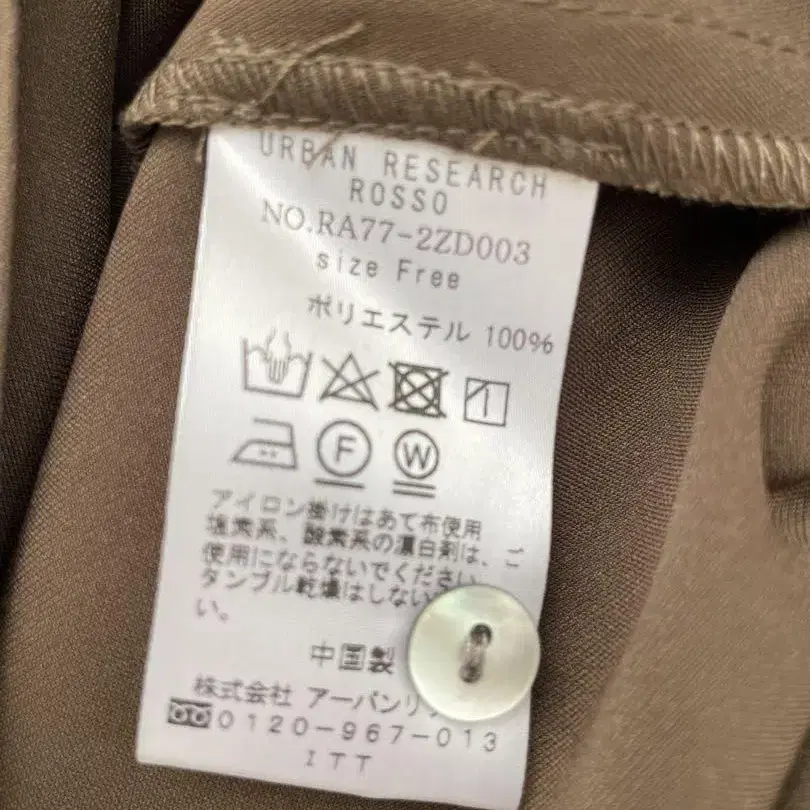 URBAN RESEARCH
ROSSO
NO.RA77-2ZD003
size Free
ポリエステル 100%
F W
アイロン掛けはあて布使用
塩素系、酸素系の漂白剤は、ご
使用にならないでください。
タンブル乾燥はしない
い。
中国製
株式会社 アーバンリ
0120-967-013
ITT